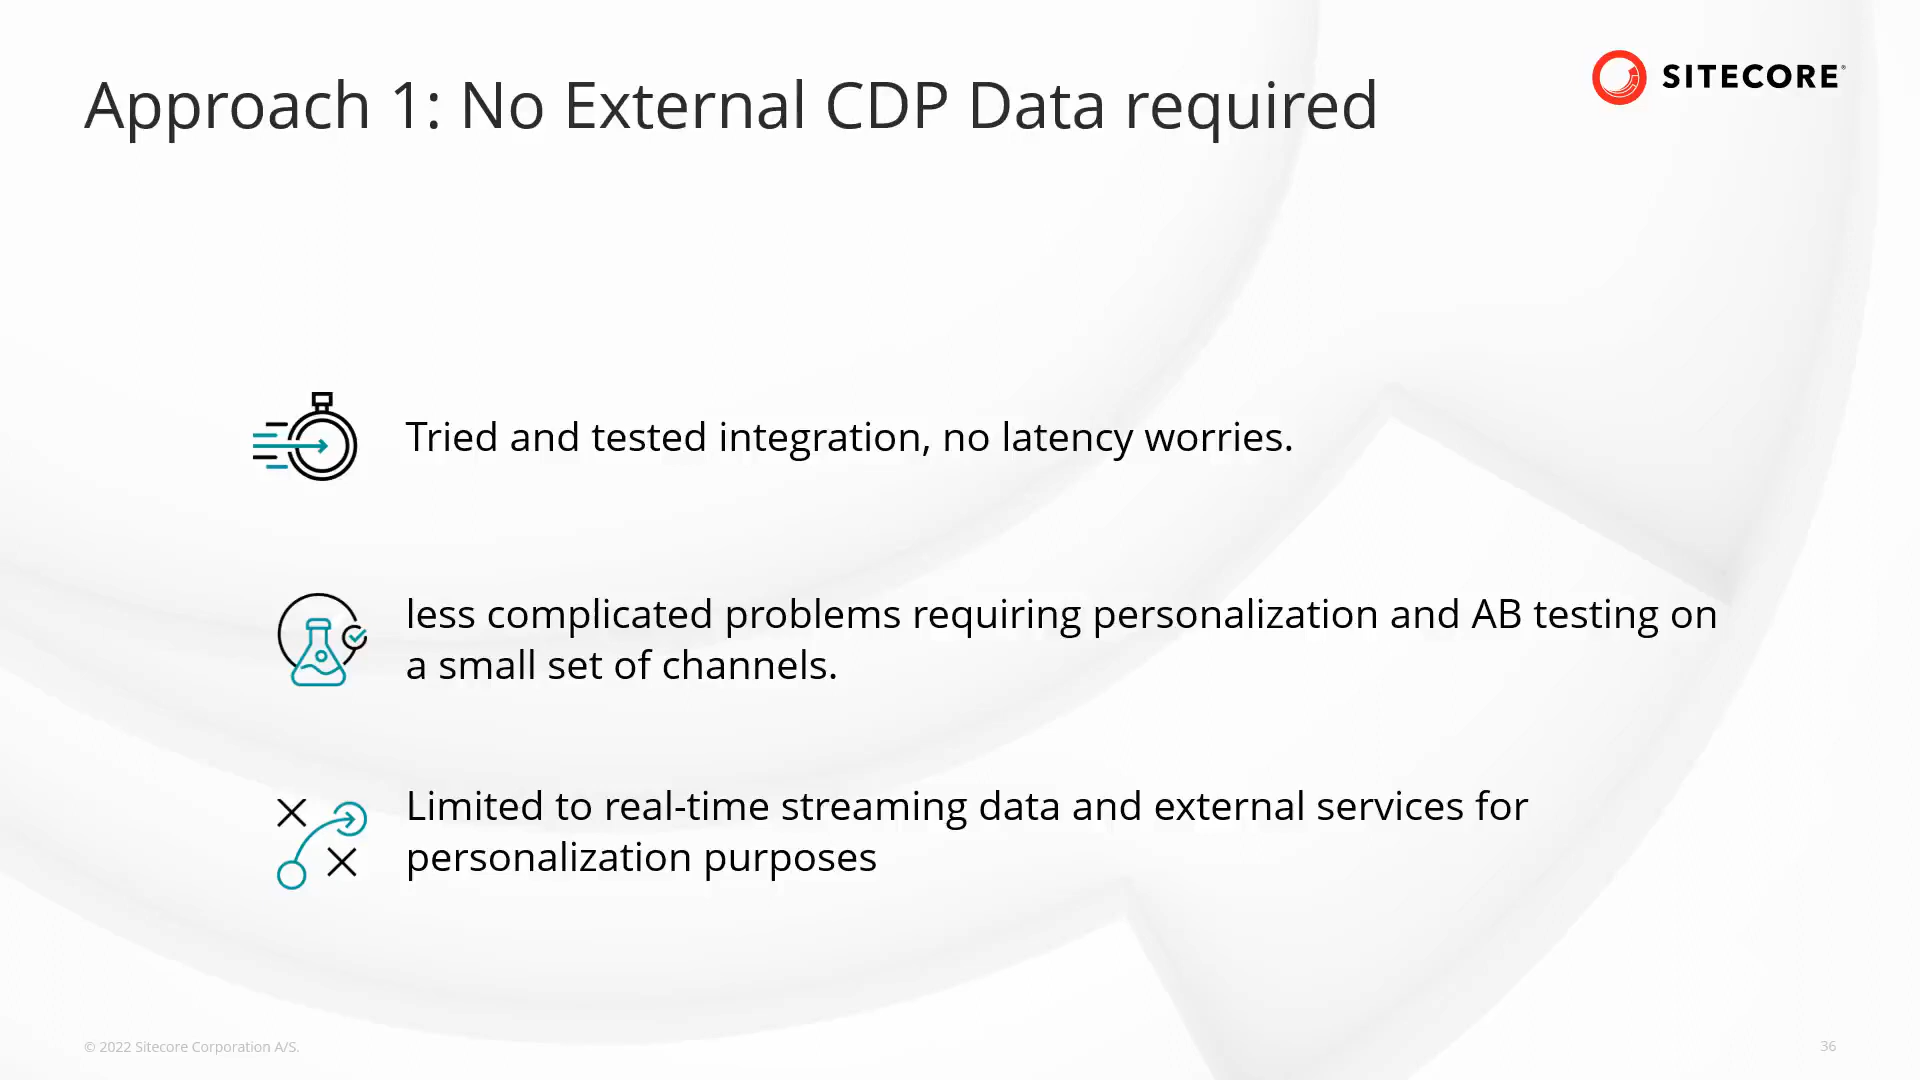 Approach 1: No External CDP Data required
SITECORE®
Tried and tested integration, no latency worries.
less complicated problems requiring personalization and AB testing on
a small set of channels.
Limited to real-time streaming data and external services for
personalization purposes
© 2022 Sitecore Corporation A/S.
36